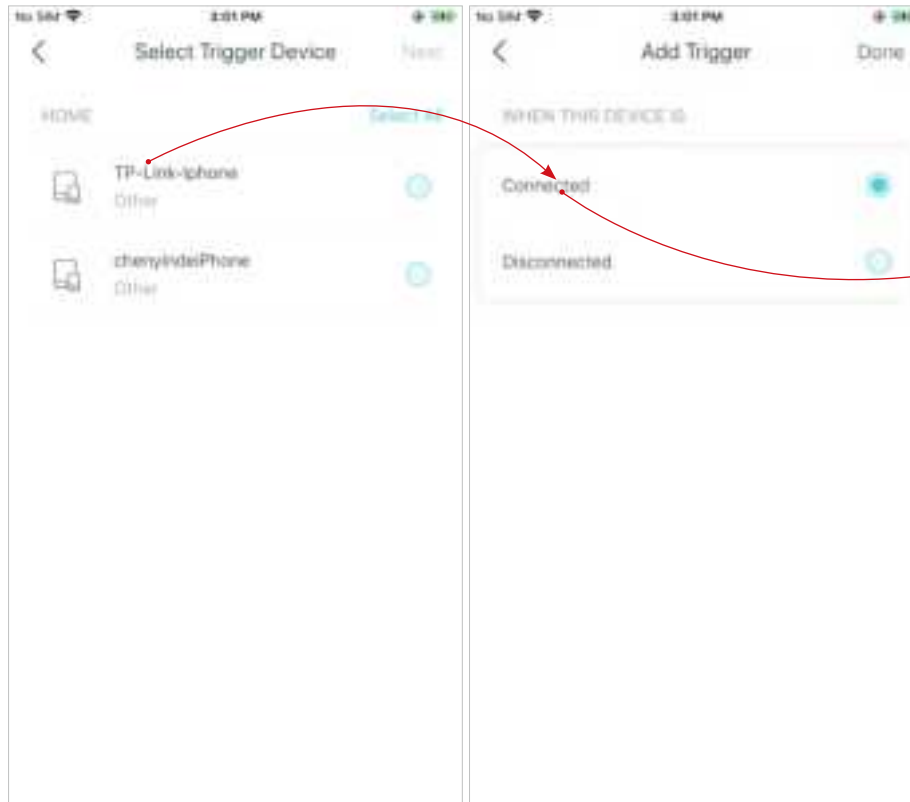 No SIM 3:01 PM
Select Trigger Device Next
HOME Select All
TP-Link-Iphone
Other
chenyindeiPhone
Other
No SIM 3:01 PM
Add Trigger Done
WHEN THIS DEVICE IS
Connected
Disconnected